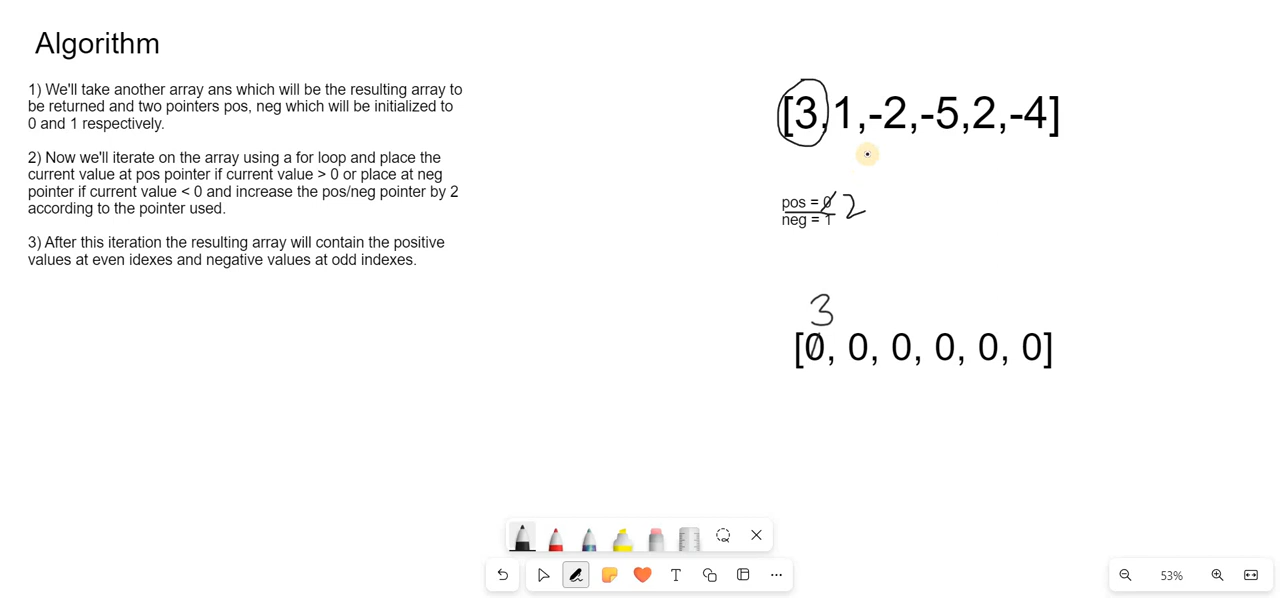 Algorithm
1) We'll take another array ans which will be the resulting array to
be returned and two pointers pos, neg which will be initialized to
0 and 1 respectively.
2) Now we'll iterate on the array using a for loop and place the
current value at pos pointer if current value > 0 or place at neg
pointer if current value < 0 and increase the pos/neg pointer by 2
according to the pointer used.
3) After this iteration the resulting array will contain the positive
values at even idexes and negative values at odd indexes.
[3,1,-2,-5,2,-4]
pos = 0 2
neg = 1
3
[0, 0, 0, 0, 0, 0]
T
53%